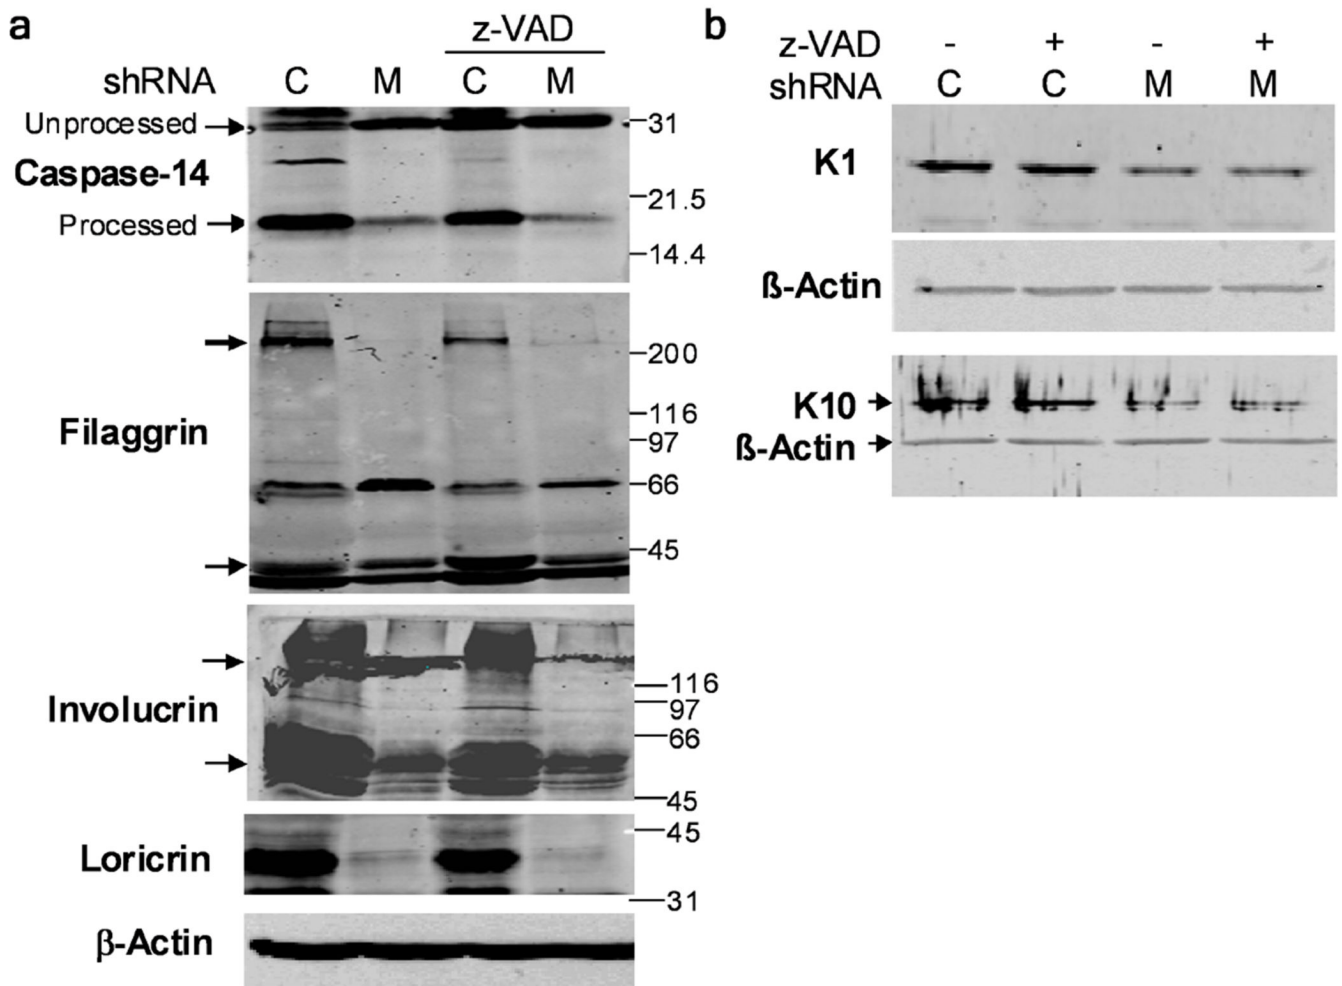 a
z-VAD
shRNA C M C M
Unprocessed
31
Caspase-14
21.5
Processed
14.4
200
116
Filaggrin
97
66
45
116
Involucrin
97
66
45
45
Loricrin
31
β-Actin
b
z-VAD - + - +
shRNA C C M M
K1
ß-Actin
K10
ß-Actin